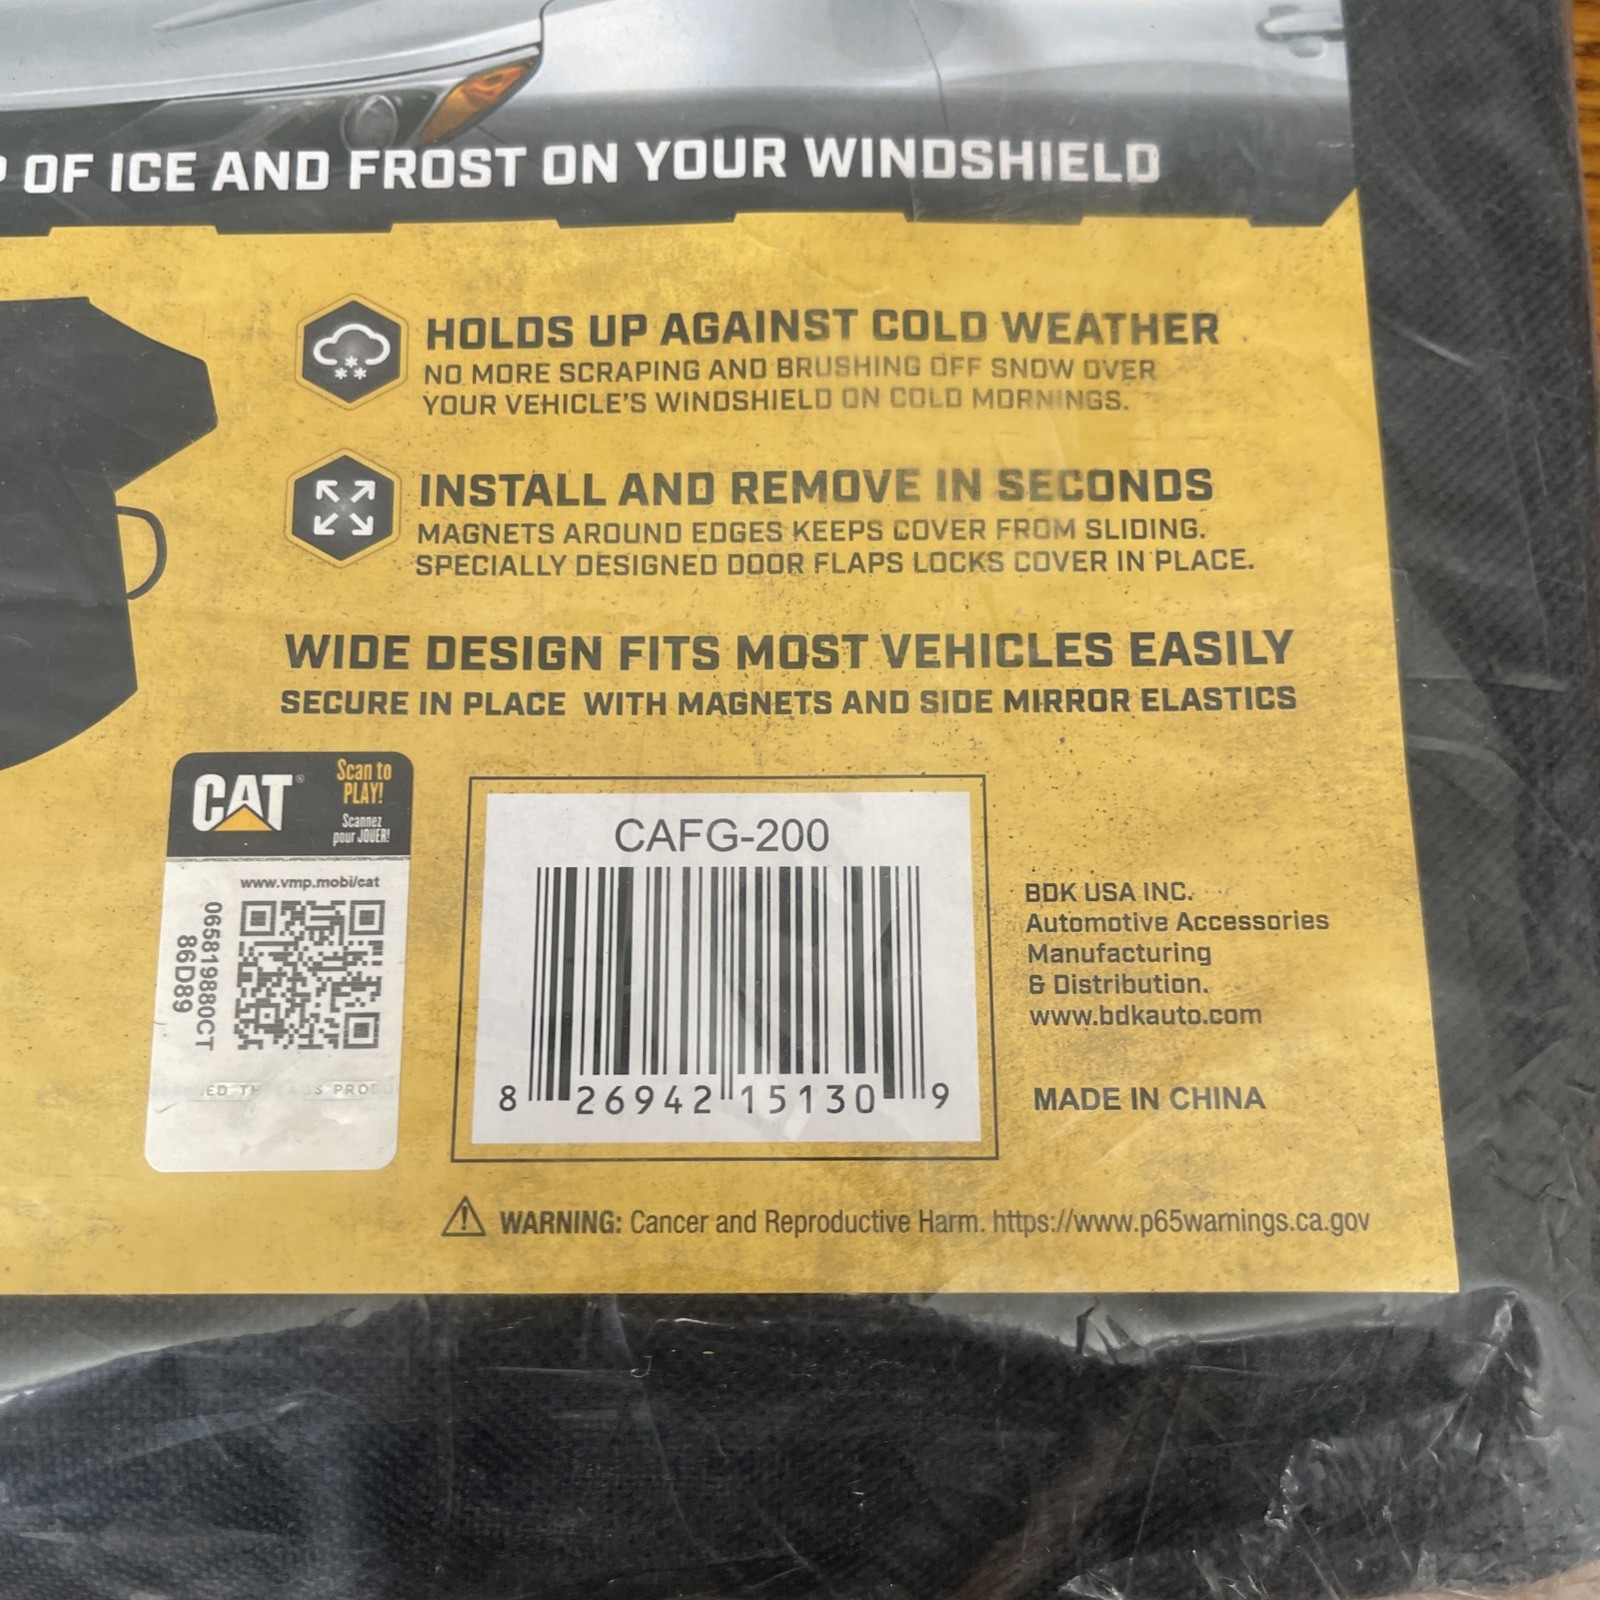 OF ICE AND FROST ON YOUR WINDSHIELD
HOLDS UP AGAINST COLD WEATHER
NO MORE SCRAPING AND BRUSHING OFF SNOW OVER
YOUR VEHICLE'S WINDSHIELD ON COLD MORNINGS.
INSTALL AND REMOVE IN SECONDS
MAGNETS AROUND EDGES KEEPS COVER FROM SLIDING.
SPECIALLY DESIGNED DOOR FLAPS LOCKS COVER IN PLACE.
WIDE DESIGN FITS MOST VEHICLES EASILY
SECURE IN PLACE WITH MAGNETS AND SIDE MIRROR ELASTICS
CAT®
Scan to
PLAY!
Scannez
pour JOUER!
www.vmp.mobi/cat
065819880CT
86D89
CAFG-200
8 26942 15130 9
BDK USA INC.
Automotive Accessories
Manufacturing
& Distribution.
www.bdkauto.com
MADE IN CHINA
WARNING: Cancer and Reproductive Harm. https://www.p65warnings.ca.gov